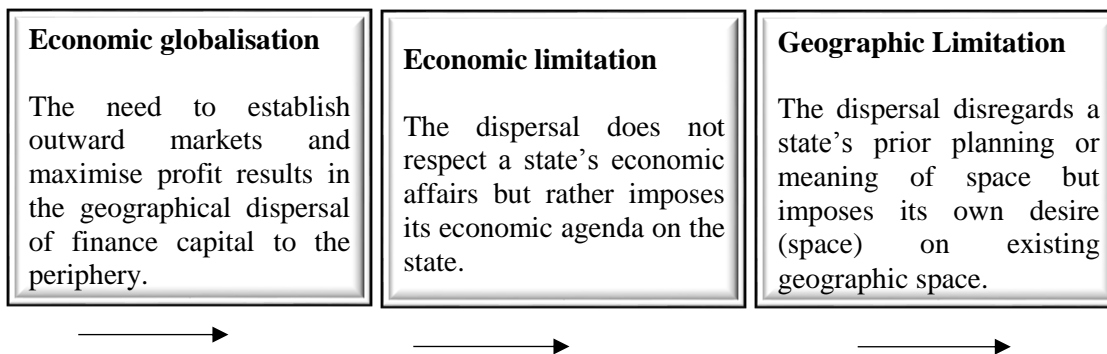 Economic globalisation
The need to establish
outward markets and
maximise profit results in
the geographical dispersal
of finance capital to the
periphery.
Economic limitation
The dispersal does not
respect a state’s economic
affairs but rather imposes
its economic agenda on the
state.
Geographic Limitation
The dispersal disregards a
state’s prior planning or
meaning of space but
imposes its own desire
(space) on existing
geographic space.